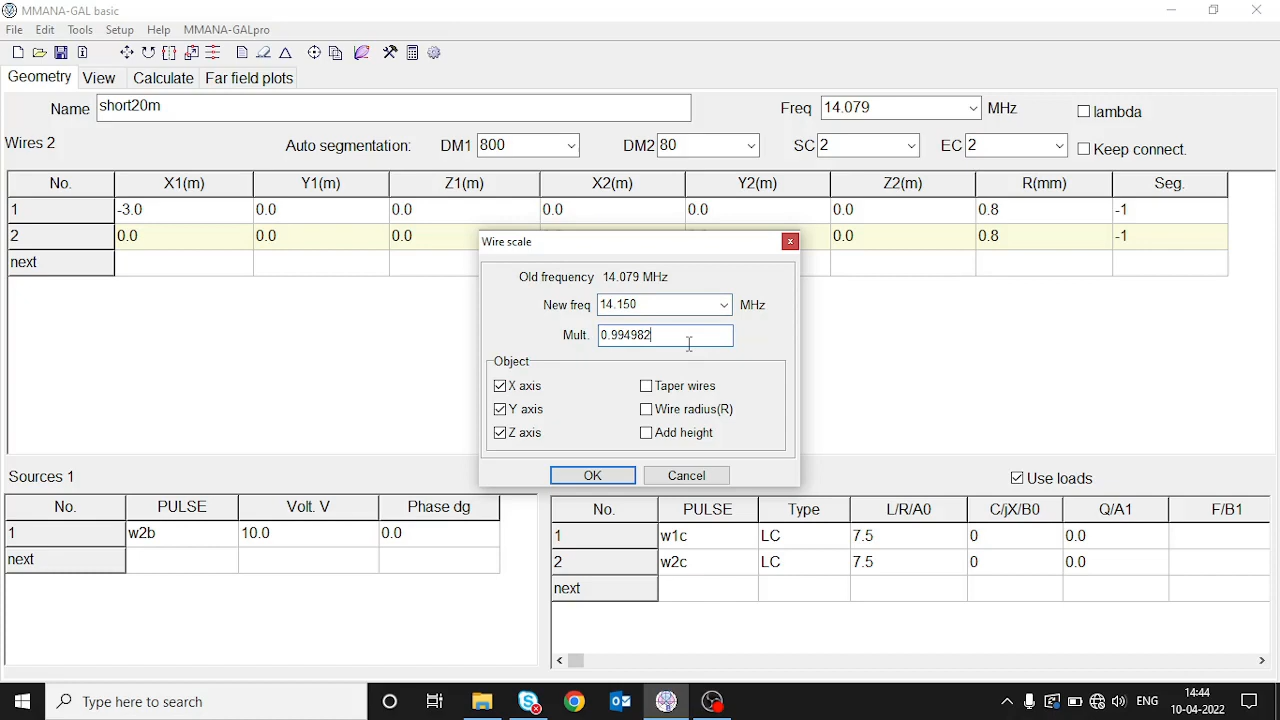 MMANA-GAL basic
File Edit Tools Setup Help MMANA-GALpro
Geometry View Calculate Far field plots
Name short20m Freq 14.079 MHz lambda
Wires 2 Auto segmentation: DM1 800 DM2 80 SC 2 EC 2 Keep connect.
No. X1(m) Y1(m) Z1(m) X2(m) Y2(m) Z2(m) R(mm) Seg.
1 -3.0 0.0 0.0 0.0 0.0 0.0 0.8 -1
2 0.0 0.0 0.0 0.0 0.8 -1
next
Wire scale
Old frequency 14.079 MHz
New freq 14.150 MHz
Mult. 0.994982
Object
X axis Taper wires
Y axis Wire radius(R)
Z axis Add height
OK Cancel
Sources 1 Use loads
No. PULSE Volt. V Phase dg
1 w2b 10.0 0.0
next
No. PULSE Type L/R/A0 C/jX/B0 Q/A1 F/B1
1 w1c LC 7.5 0 0.0
2 w2c LC 7.5 0 0.0
next
Type here to search
ENG 14:44
10-04-2022